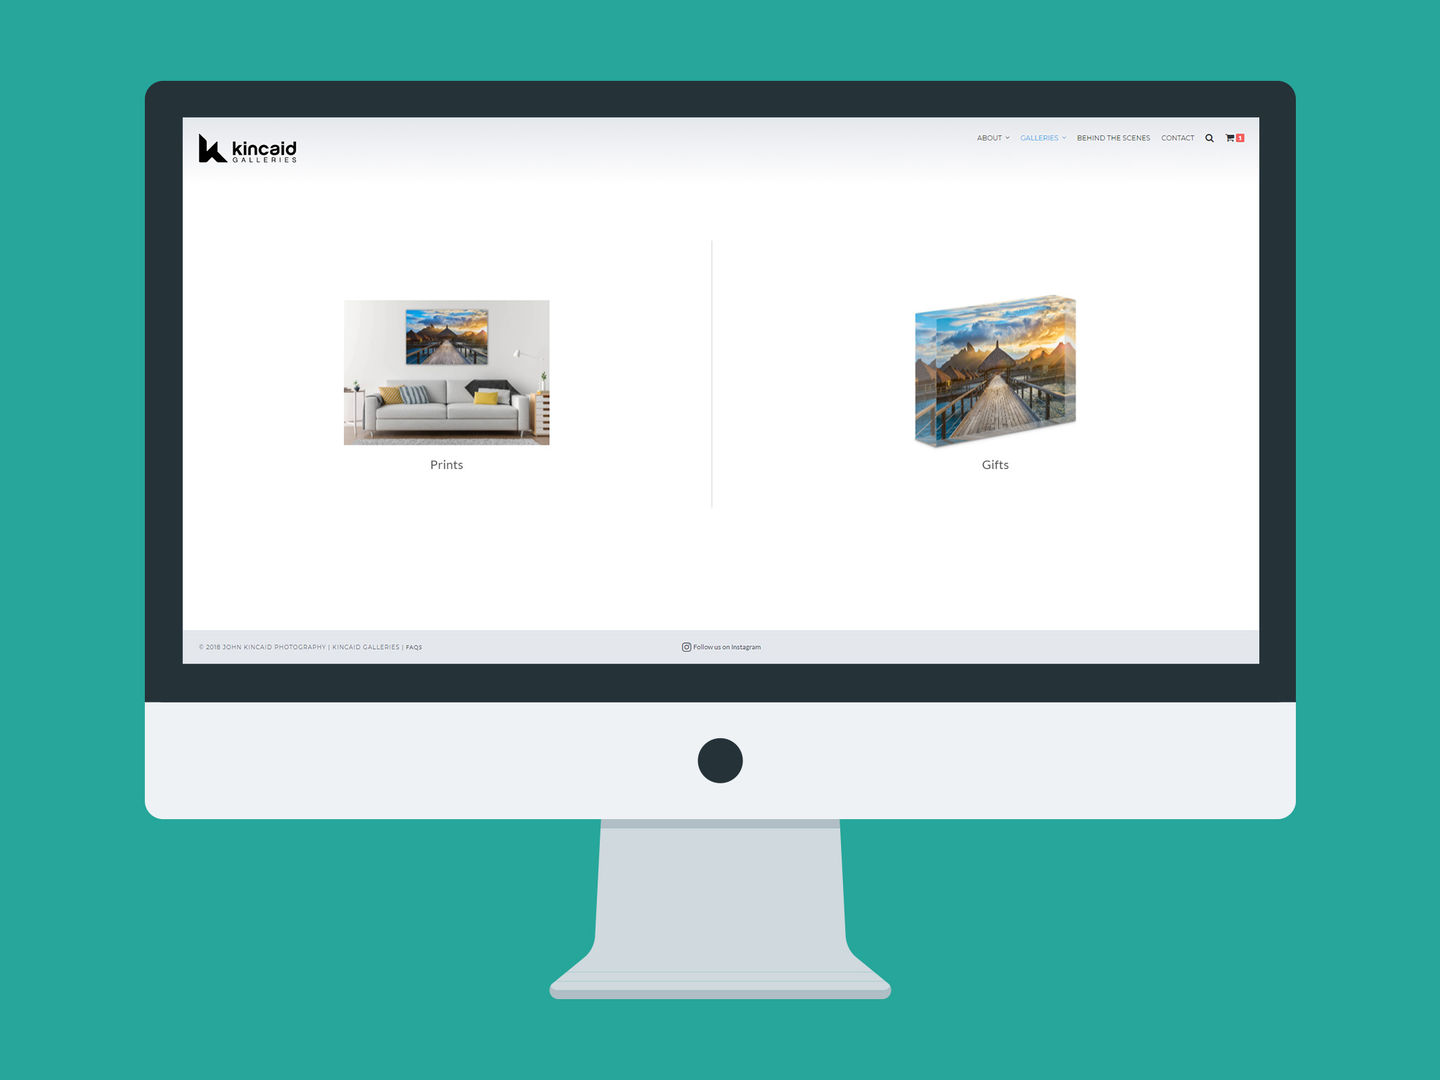 kincaid
GALLERIES
ABOUT GALLERIES BEHIND THE SCENES CONTACT 1
Prints
Gifts
© 2018 JOHN KINCAID PHOTOGRAPHY | KINCAID GALLERIES | FAQS
Follow us on Instagram